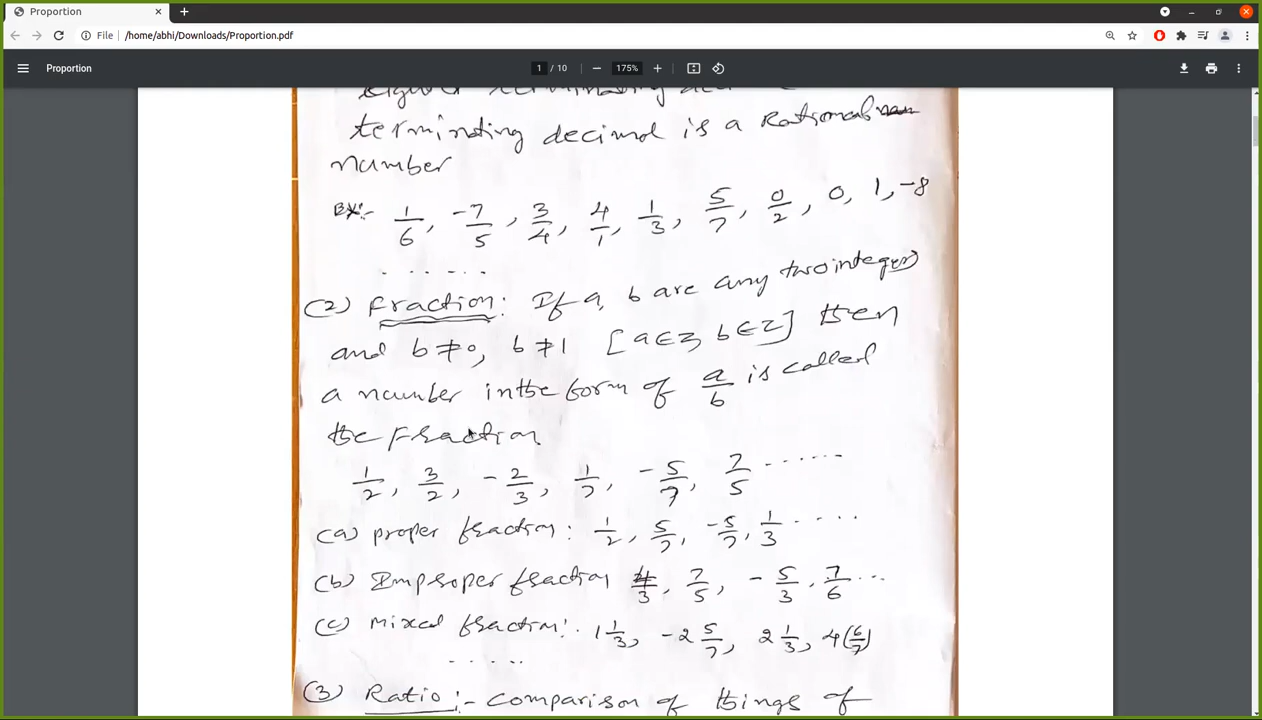 Proportion
File /home/abhi/Downloads/Proportion.pdf
Proportion 1 / 10 175%
terminating
terminating decimal is a Rational
number
Ex:- 1/6, -7/5, 3/4, 4/1, 1/3, 5/7, 0/2, 0, 1, -8
......
(2) Fraction: If a, b are any two integers
and b≠0, b≠1 [a∈Z, b∈Z] then
a number in the form of a/b is called
the Fraction
1/2, 3/2, -2/3, 1/7, -5/7, 7/5 ......
(a) proper fraction: 1/2, 5/7, -5/7, 1/3 .....
(b) Improper fraction 4/3, 7/5, -5/3, 7/6 ...
(c) mixed fraction:. 1 1/3, -2 5/7, 2 1/3, 4(6/7)
.....
(3) Ratio:- comparison of things of